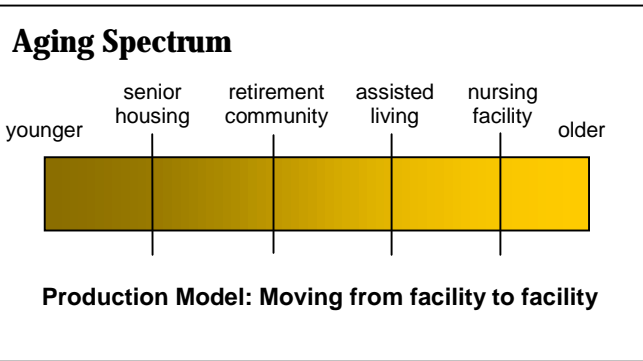 Aging Spectrum
younger
senior
housing
retirement
community
assisted
living
nursing
facility
older
Production Model: Moving from facility to facility